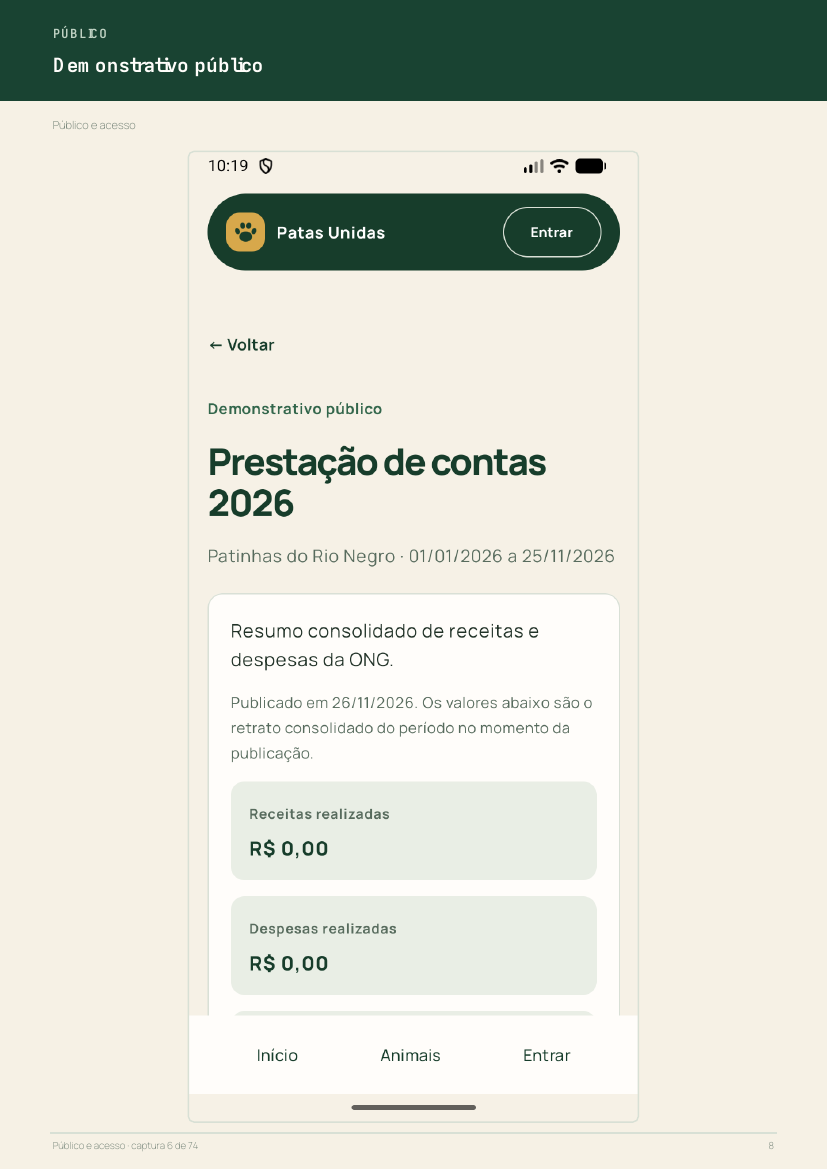 PÚBLICO
Demonstrativo público
Público e acesso
10:19
Patas Unidas
Entrar
← Voltar
Demonstrativo público
Prestação de contas
2026
Patinhas do Rio Negro · 01/01/2026 a 25/11/2026
Resumo consolidado de receitas e
despesas da ONG.
Publicado em 26/11/2026. Os valores abaixo são o
retrato consolidado do período no momento da
publicação.
Receitas realizadas
R$ 0,00
Despesas realizadas
R$ 0,00
Início
Animais
Entrar
Público e acesso · captura 6 de 74
8